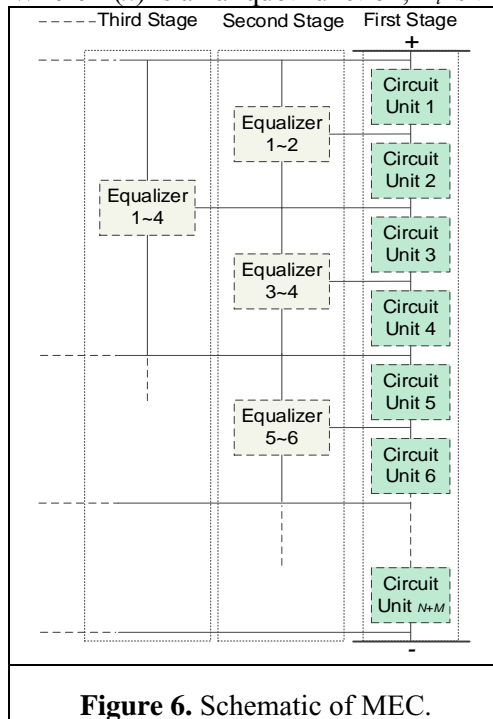 Third Stage Second Stage First Stage
+
Circuit
Unit 1
Equalizer
1~2
Circuit
Unit 2
Equalizer
1~4
Circuit
Unit 3
Equalizer
3~4
Circuit
Unit 4
Circuit
Unit 5
Equalizer
5~6
Circuit
Unit 6
Circuit
Unit N+M
-
Figure 6. Schematic of MEC.